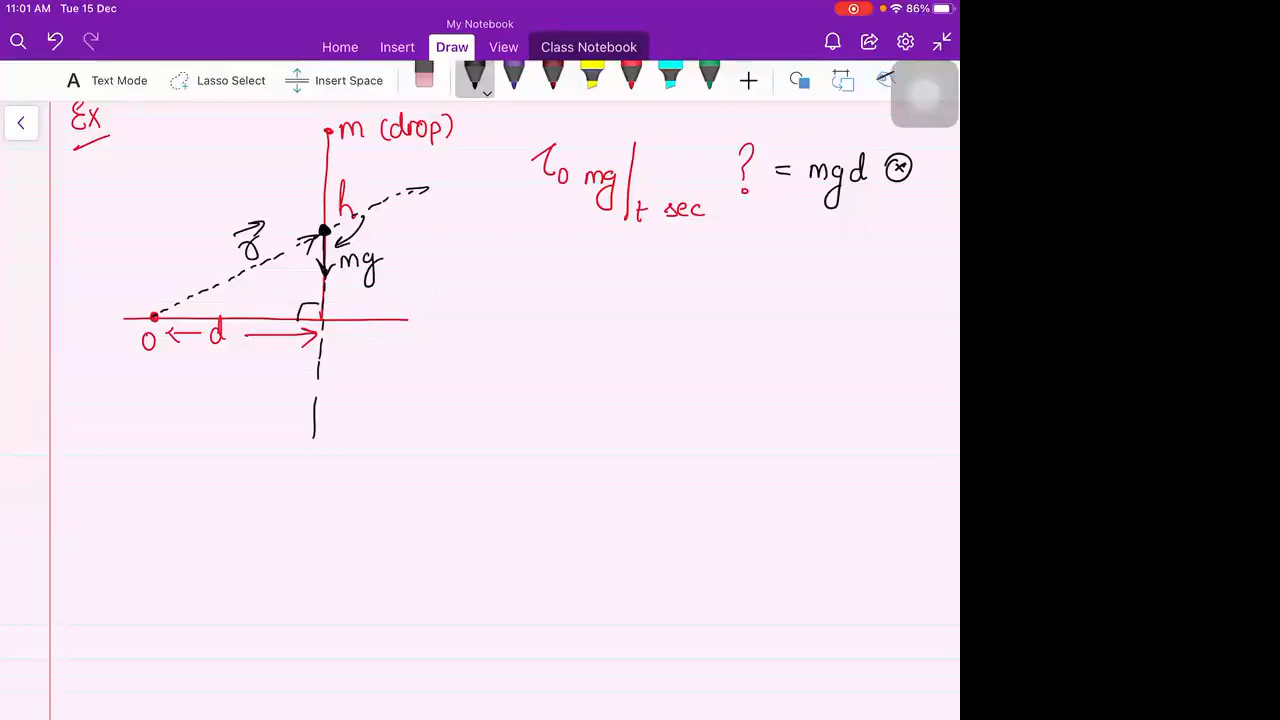 11:01 AM Tue 15 Dec
86%
My Notebook
Home Insert Draw View Class Notebook
Text Mode Lasso Select Insert Space
Ex
m (drop)
τ₀ mg | t sec ? = mgd ⊗
h
r⃗
mg
O ← d →